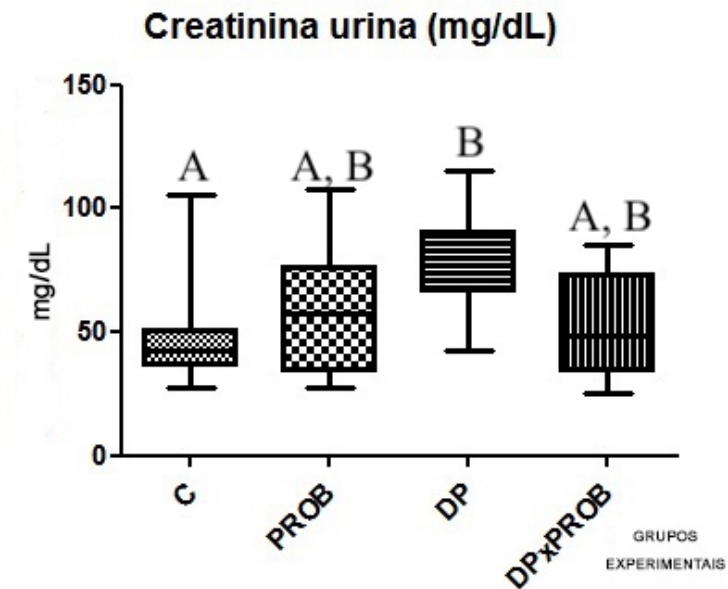 Creatinina urina (mg/dL)
mg/dL
150
100
50
0
A
A, B
B
A, B
C
PROB
DP
DPxPROB
GRUPOS
EXPERIMENTAIS